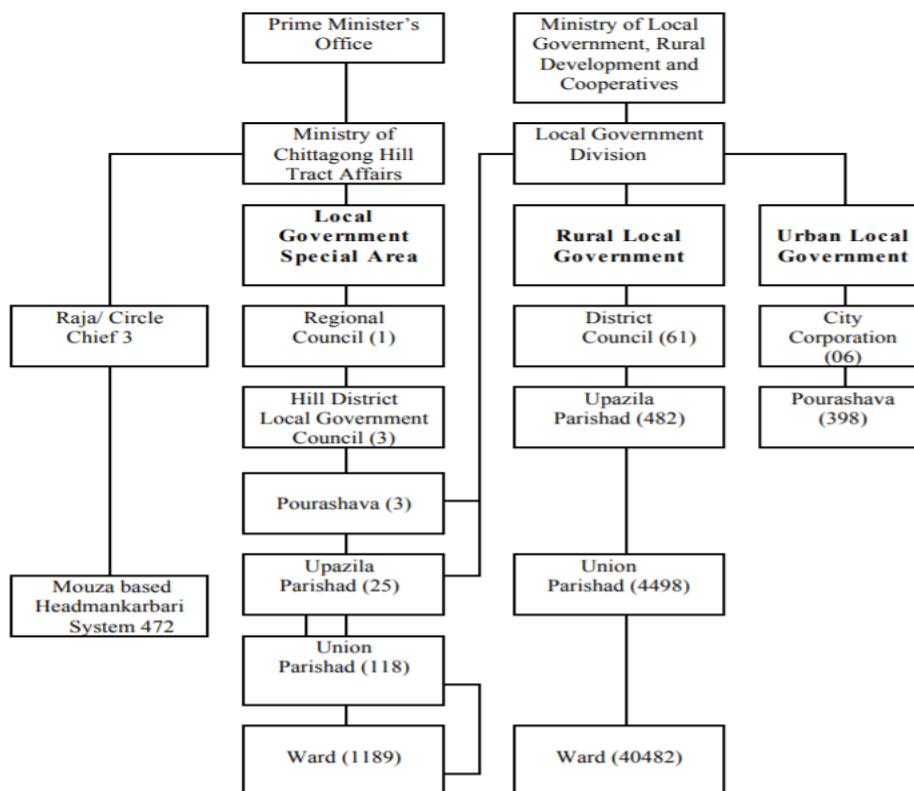 Prime Minister's
Office
Ministry of Local
Government, Rural
Development and
Cooperatives
Ministry of
Chittagong Hill
Tract Affairs
Local Government
Division
Local
Government
Special Area
Rural Local
Government
Urban Local
Government
Raja/ Circle
Chief 3
Regional
Council (1)
District
Council (61)
City
Corporation
(06)
Hill District
Local Government
Council (3)
Upazila
Parishad (482)
Pourashava
(398)
Pourashava (3)
Upazila
Parishad (25)
Union
Parishad (4498)
Mouza based
Headmankarbari
System 472
Union
Parishad (118)
Ward (1189)
Ward (40482)